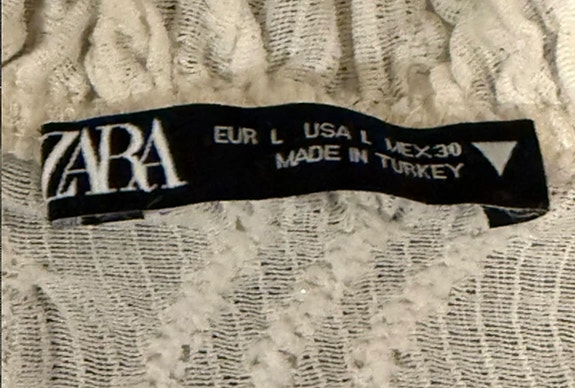 ZARA
EUR L USA L MEX 30
MADE IN TURKEY